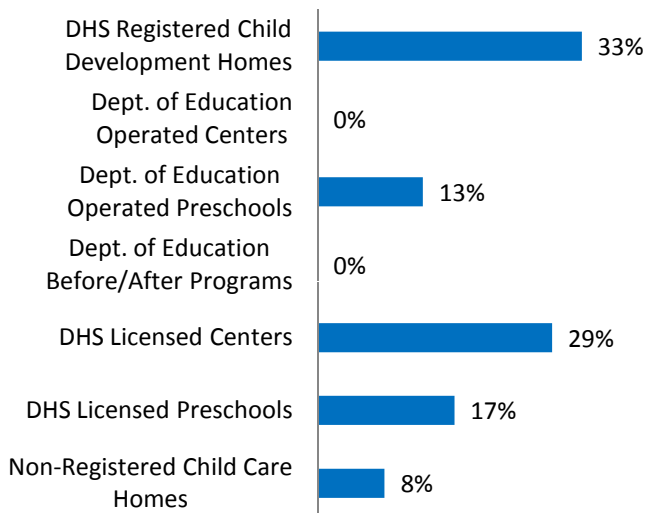 DHS Registered Child
Development Homes
33%
Dept. of Education
Operated Centers
0%
Dept. of Education
Operated Preschools
13%
Dept. of Education
Before/After Programs
0%
DHS Licensed Centers
29%
DHS Licensed Preschools
17%
Non-Registered Child Care
Homes
8%